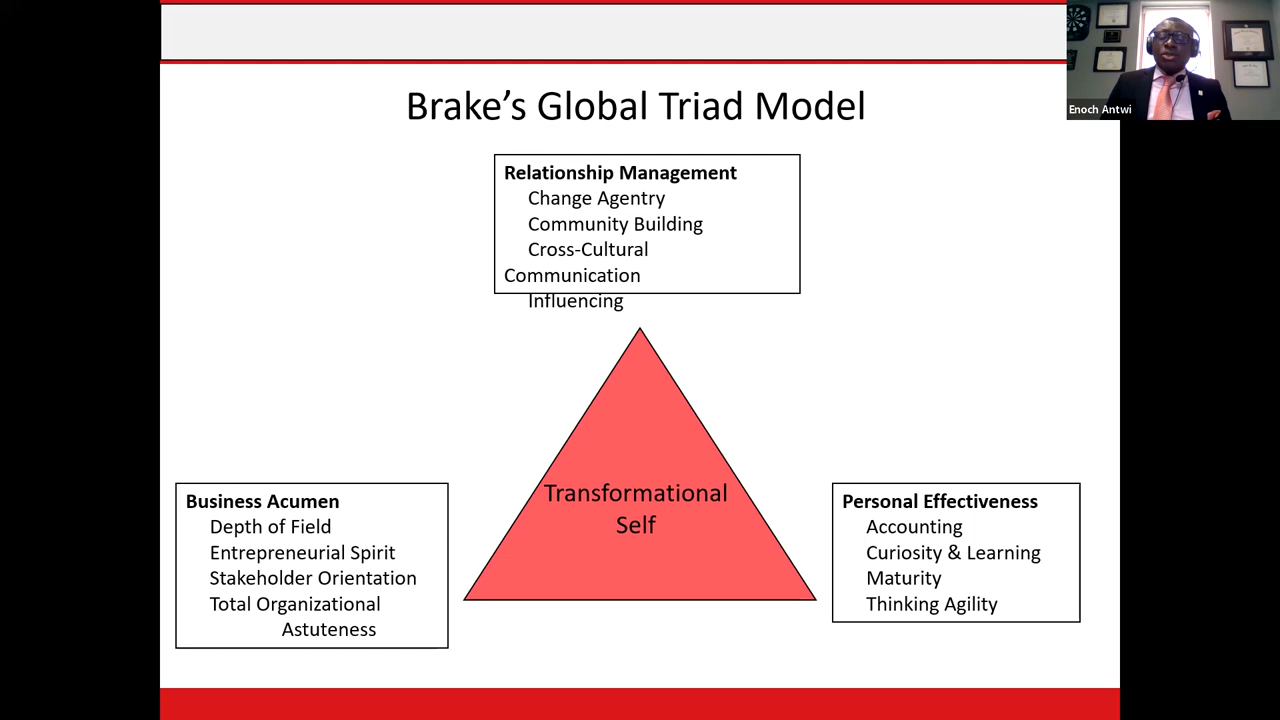 Enoch Antwi
Brake's Global Triad Model
Relationship Management
Change Agentry
Community Building
Cross-Cultural
Communication
Influencing
Transformational
Self
Business Acumen
Depth of Field
Entrepreneurial Spirit
Stakeholder Orientation
Total Organizational
Astuteness
Personal Effectiveness
Accounting
Curiosity & Learning
Maturity
Thinking Agility